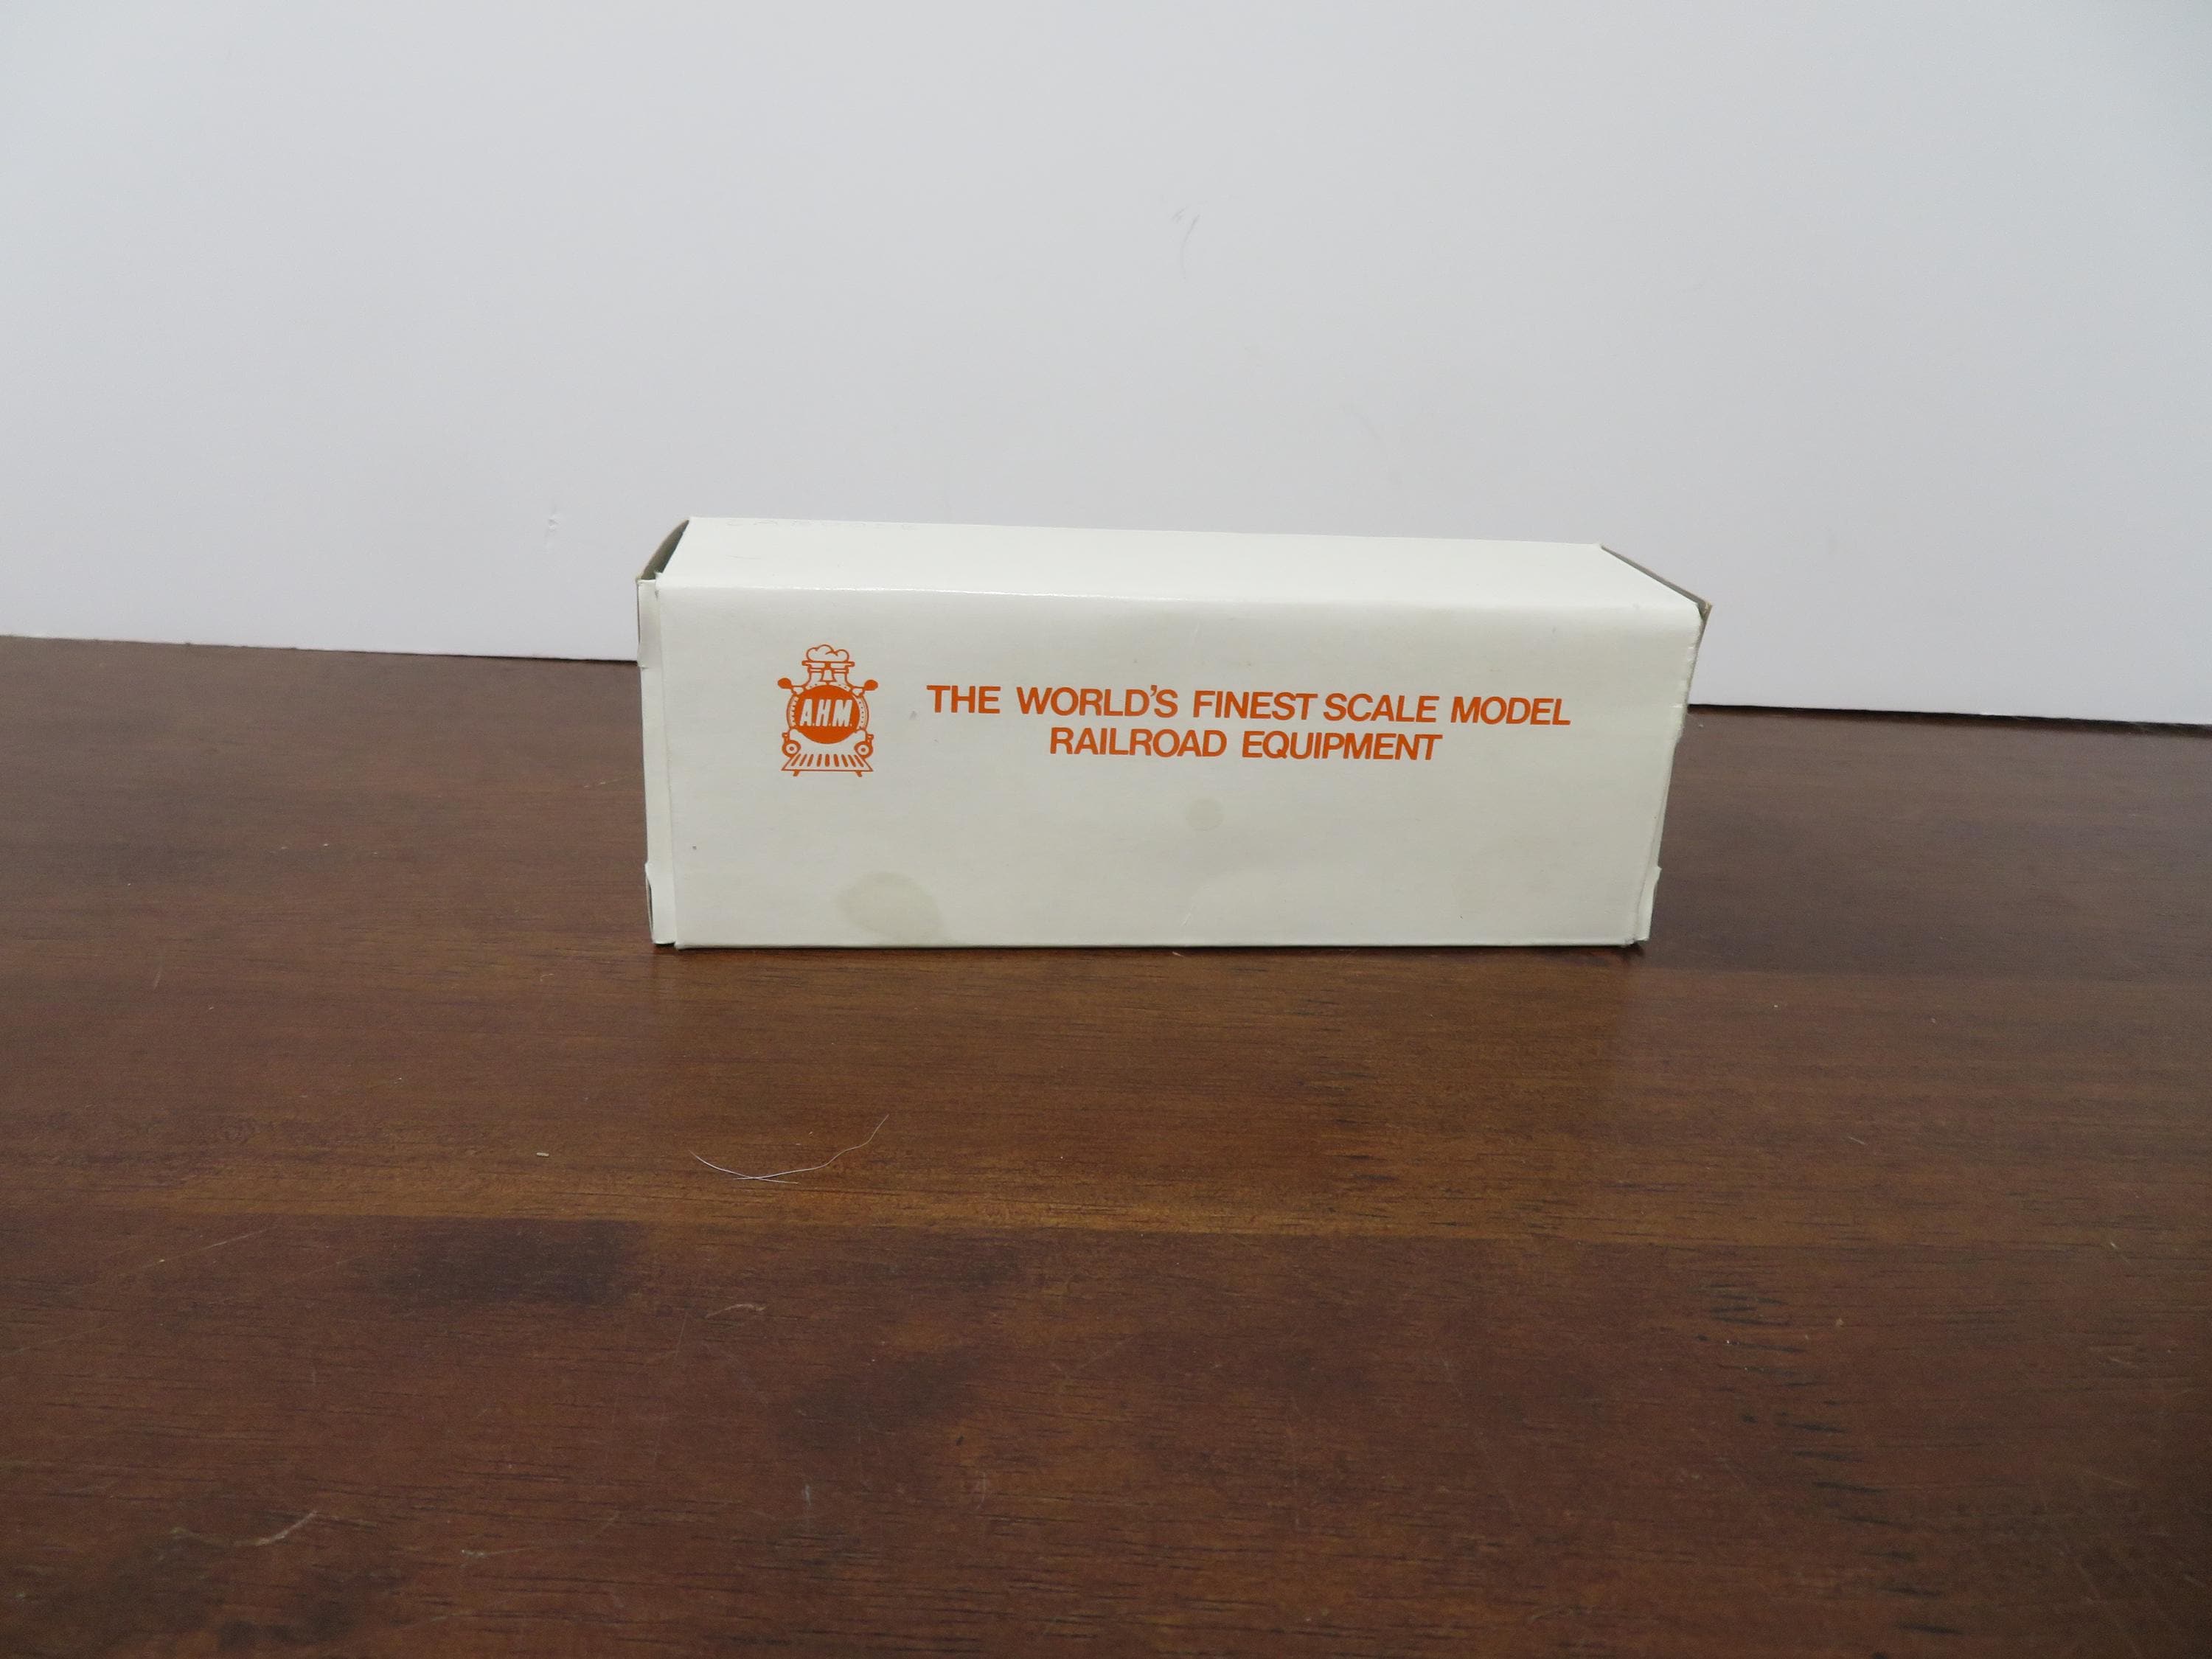 A.H.M.
THE WORLD'S FINEST SCALE MODEL
RAILROAD EQUIPMENT